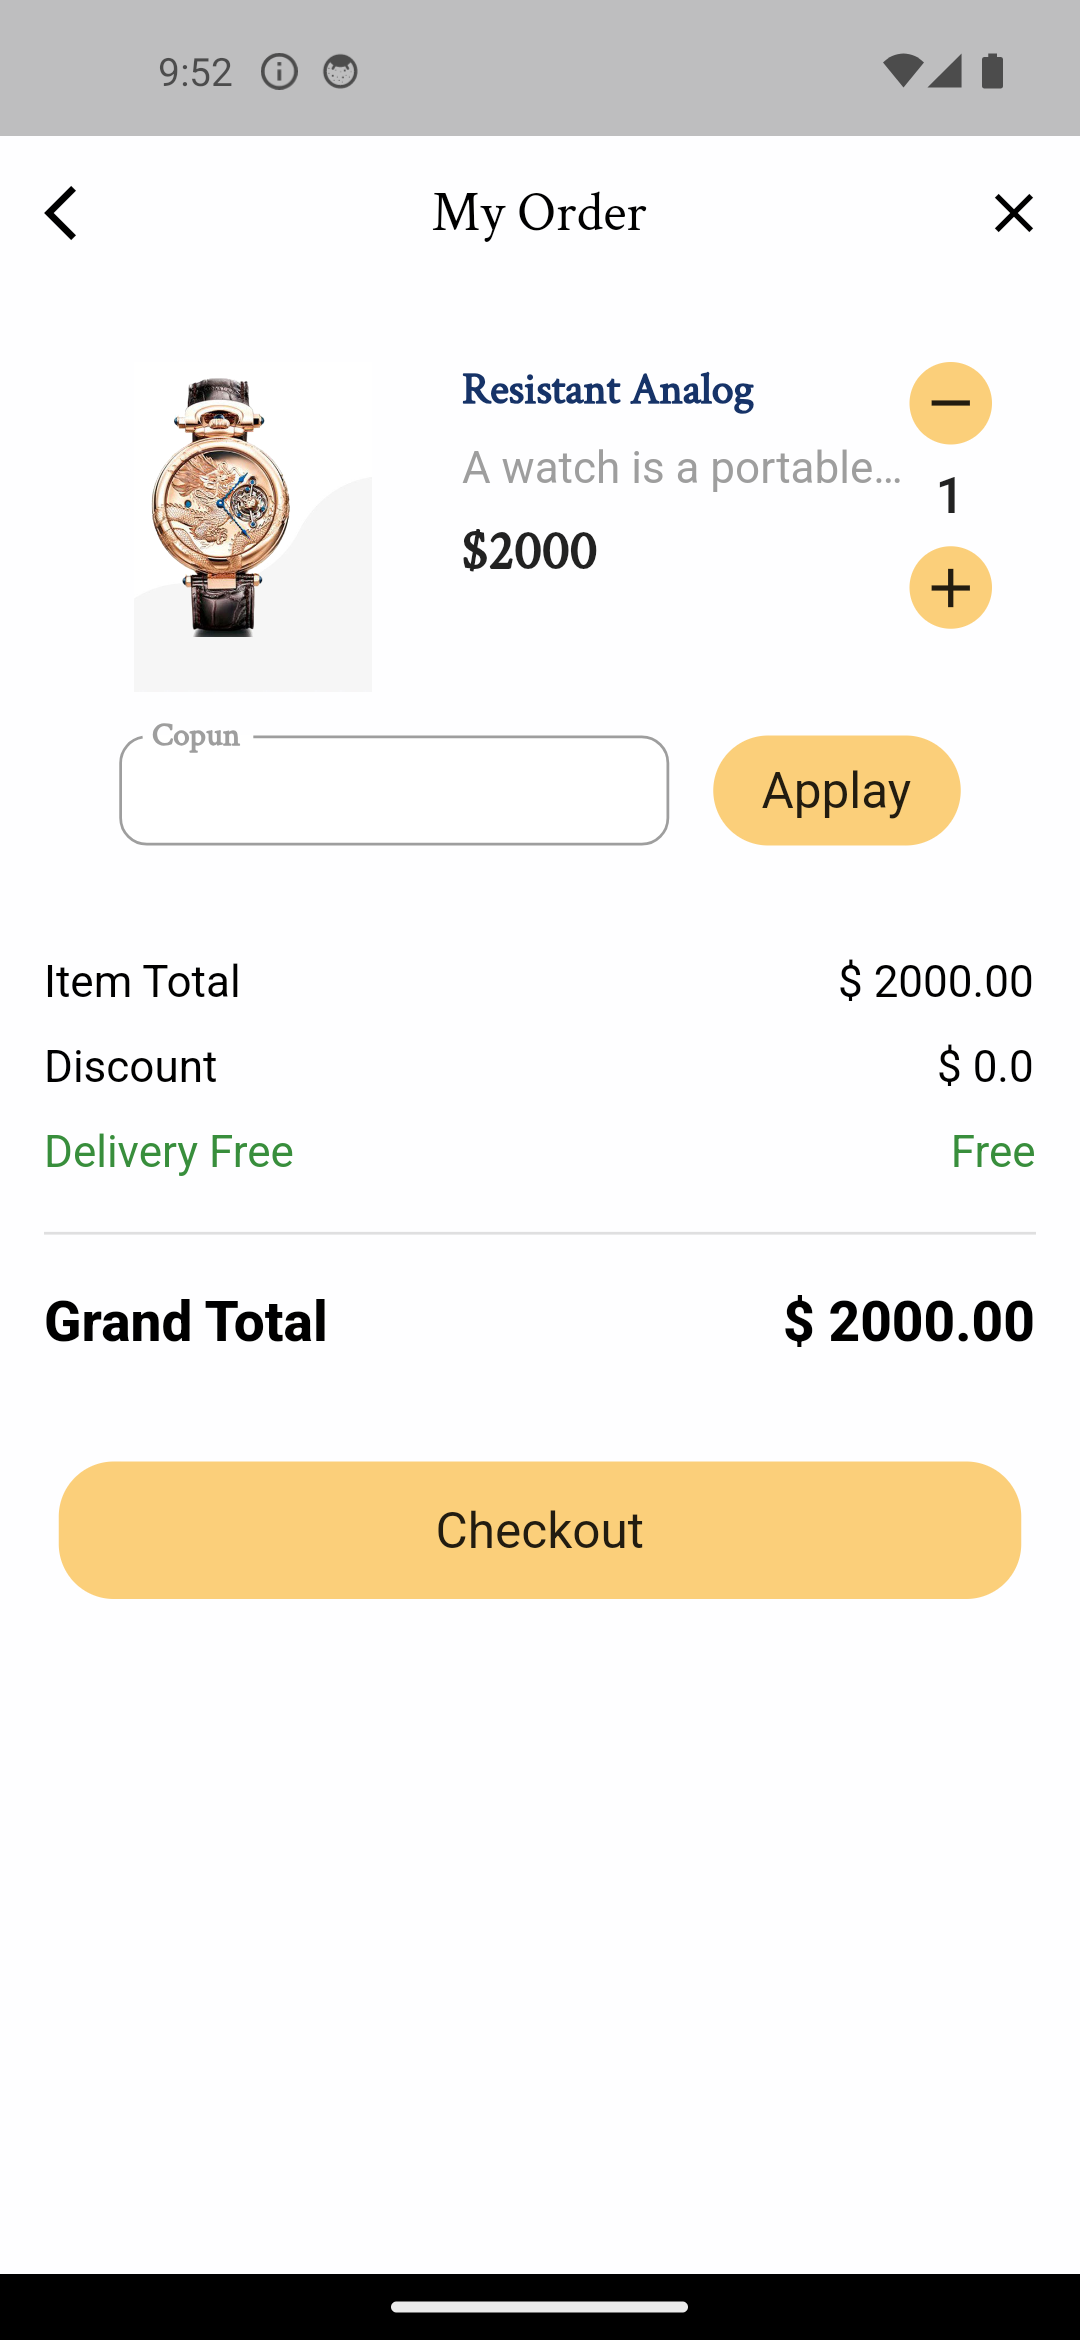 9:52
My Order
Resistant Analog
A watch is a portable...
$2000
1
Copun
Applay
Item Total $ 2000.00
Discount $ 0.0
Delivery Free Free
Grand Total $ 2000.00
Checkout